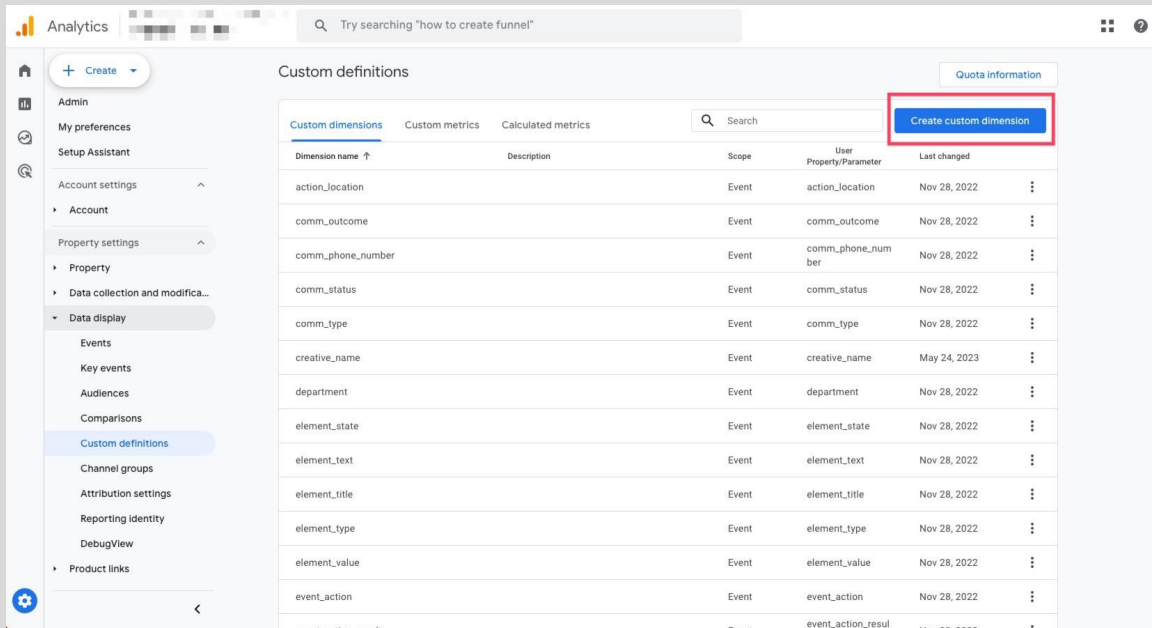 Analytics
Try searching "how to create funnel"
Create
Admin
My preferences
Setup Assistant
Account settings
Account
Property settings
Property
Data collection and modifica...
Data display
Events
Key events
Audiences
Comparisons
Custom definitions
Channel groups
Attribution settings
Reporting identity
DebugView
Product links
Custom definitions
Quota information
Custom dimensions Custom metrics Calculated metrics
Search
Create custom dimension
Dimension name Description Scope User Property/Parameter Last changed
action_location Event action_location Nov 28, 2022
comm_outcome Event comm_outcome Nov 28, 2022
comm_phone_number Event comm_phone_num
ber Nov 28, 2022
comm_status Event comm_status Nov 28, 2022
comm_type Event comm_type Nov 28, 2022
creative_name Event creative_name May 24, 2023
department Event department Nov 28, 2022
element_state Event element_state Nov 28, 2022
element_text Event element_text Nov 28, 2022
element_title Event element_title Nov 28, 2022
element_type Event element_type Nov 28, 2022
element_value Event element_value Nov 28, 2022
event_action Event event_action Nov 28, 2022
event_action_resul